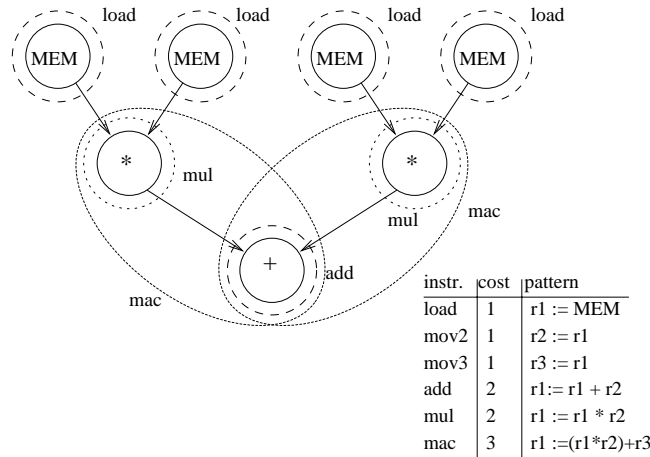 load load load load
MEM MEM MEM MEM
* *
mul
mul
mac
+
add
mac
instr. cost pattern
load 1 r1 := MEM
mov2 1 r2 := r1
mov3 1 r3 := r1
add 2 r1:= r1 + r2
mul 2 r1 := r1 * r2
mac 3 r1 :=(r1*r2)+r3